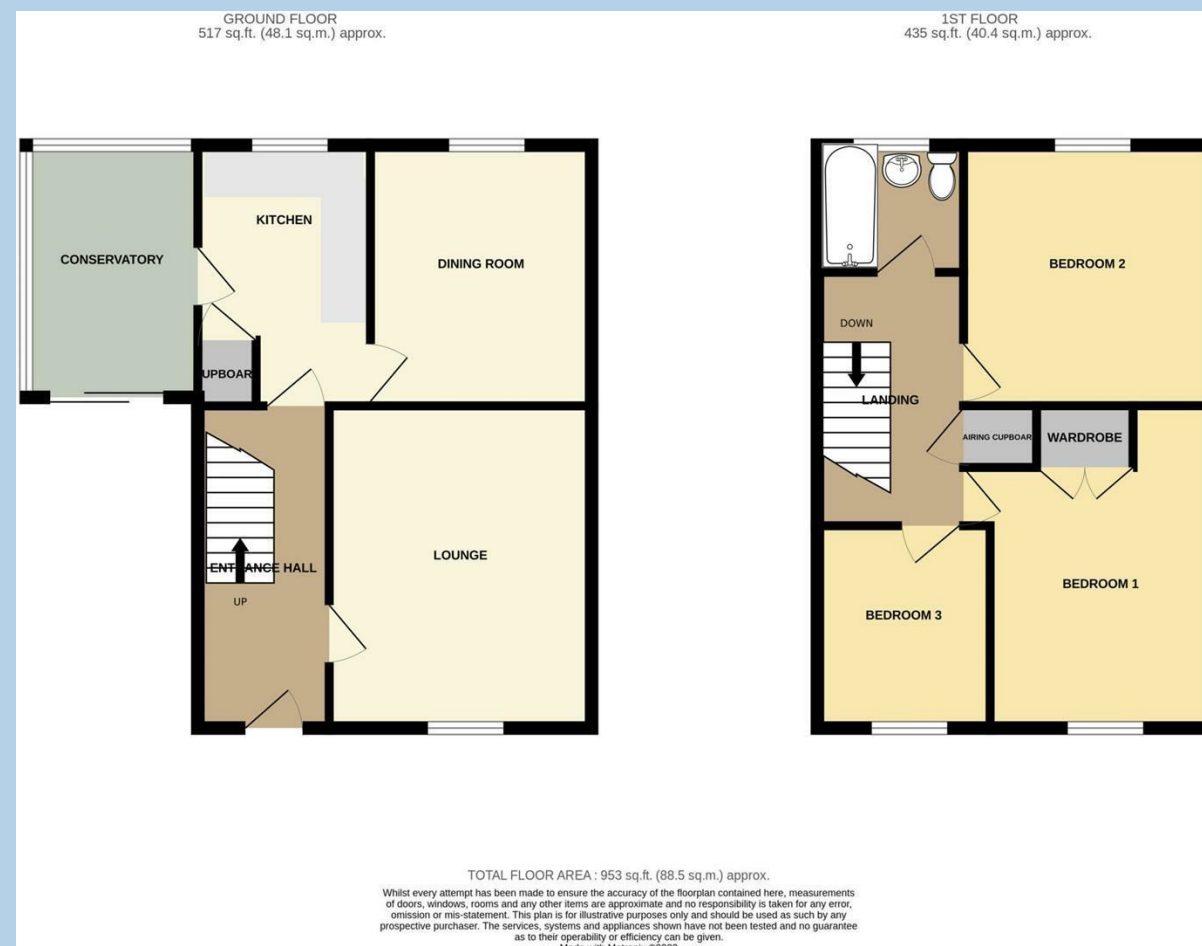 GROUND FLOOR
517 sq.ft. (48.1 sq.m.) approx.
1ST FLOOR
435 sq.ft. (40.4 sq.m.) approx.
KITCHEN
CONSERVATORY
DINING ROOM
UPBOAR
LOUNGE
ENTRANCE HALL
UP
BEDROOM 2
DOWN
LANDING
AIRING CUPBOAR
WARDROBE
BEDROOM 1
BEDROOM 3
TOTAL FLOOR AREA : 953 sq.ft. (88.5 sq.m.) approx.
Whilst every attempt has been made to ensure the accuracy of the floorplan contained here, measurements
of doors, windows, rooms and any other items are approximate and no responsibility is taken for any error,
omission or mis-statement. This plan is for illustrative purposes only and should be used as such by any
prospective purchaser. The services, systems and appliances shown have not been tested and no guarantee
as to their operability or efficiency can be given.
Made with Metropix